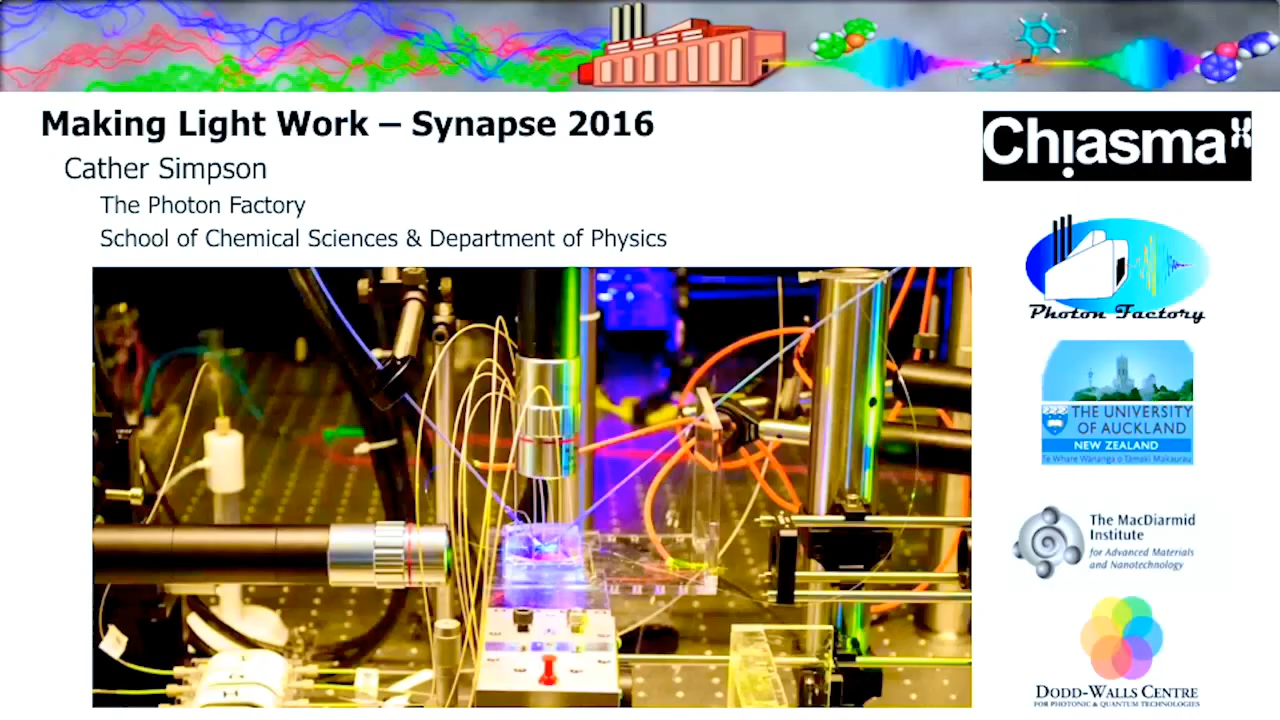 Making Light Work – Synapse 2016
Cather Simpson
The Photon Factory
School of Chemical Sciences & Department of Physics
Chiasma
Photon Factory
THE UNIVERSITY
OF AUCKLAND
NEW ZEALAND
Te Whare Wānanga o Tāmaki Makaurau
The MacDiarmid
Institute
for Advanced Materials
and Nanotechnology
DODD-WALLS CENTRE
FOR PHOTONIC & QUANTUM TECHNOLOGIES